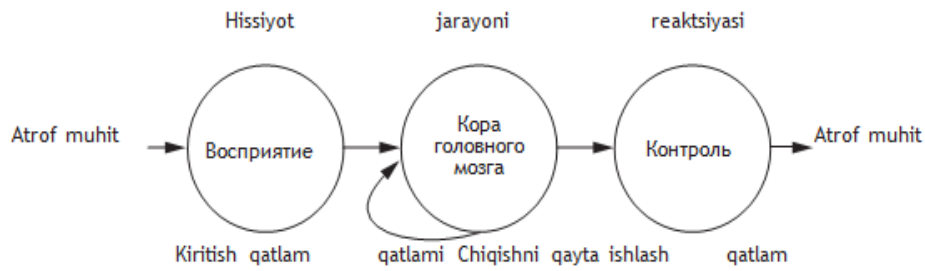 Hissiyot jarayoni reaktsiyasi
Atrof muhit Восприятие Кора головного мозга Контроль Atrof muhit
Kiritish qatlam qatlami Chiqishni qayta ishlash qatlam